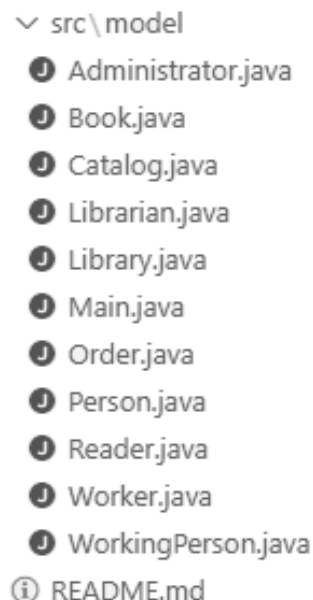 src\model
Administrator.java
Book.java
Catalog.java
Librarian.java
Library.java
Main.java
Order.java
Person.java
Reader.java
Worker.java
WorkingPerson.java
README.md